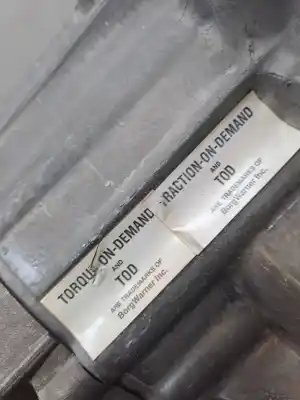 TORQUE-ON-DEMAND
AND
TOD
ARE TRADEMARKS OF
BorgWarner Inc.
TRACTION-ON-DEMAND
AND
TOD
ARE TRADEMARKS OF
BorgWarner Inc.